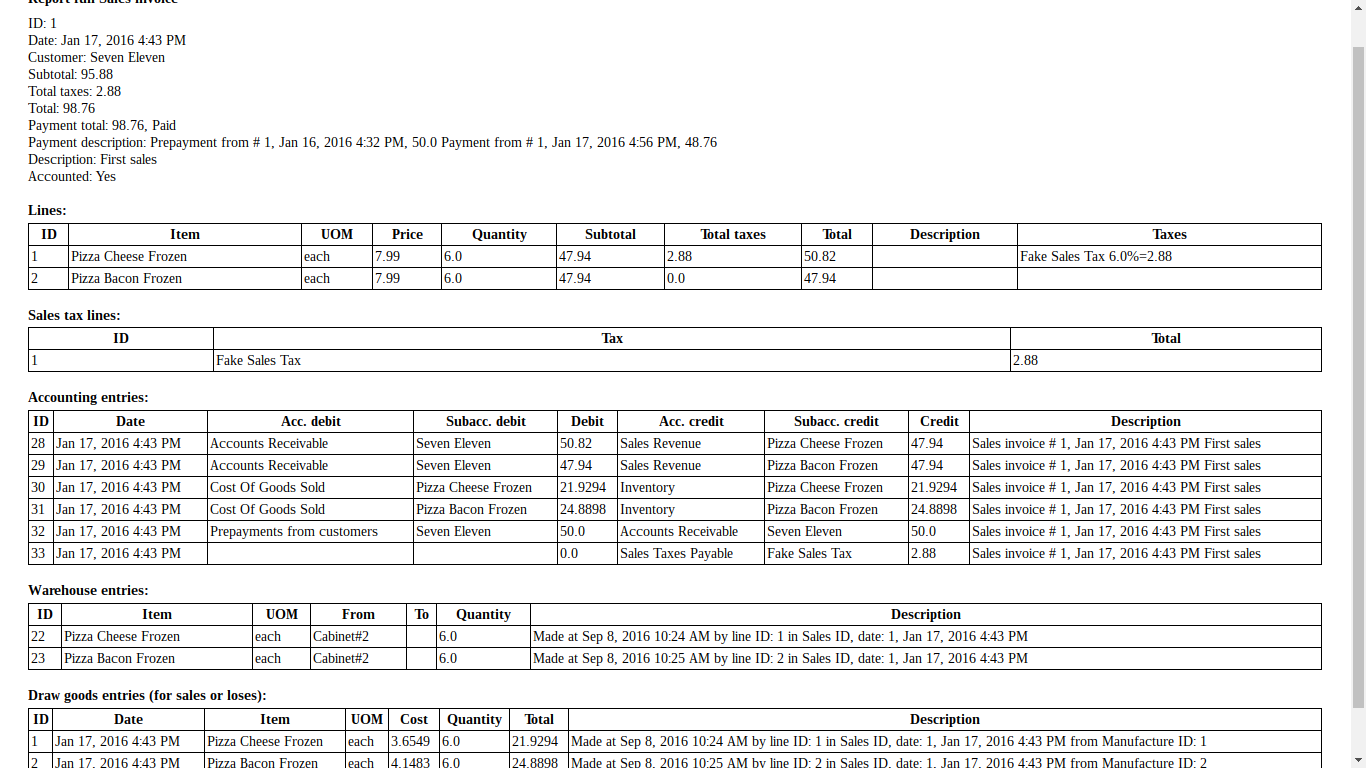 Report full Sales invoice
ID: 1
Date: Jan 17, 2016 4:43 PM
Customer: Seven Eleven
Subtotal: 95.88
Total taxes: 2.88
Total: 98.76
Payment total: 98.76, Paid
Payment description: Prepayment from # 1, Jan 16, 2016 4:32 PM, 50.0 Payment from # 1, Jan 17, 2016 4:56 PM, 48.76
Description: First sales
Accounted: Yes
Lines:
ID Item UOM Price Quantity Subtotal Total taxes Total Description Taxes
1 Pizza Cheese Frozen each 7.99 6.0 47.94 2.88 50.82 Fake Sales Tax 6.0%=2.88
2 Pizza Bacon Frozen each 7.99 6.0 47.94 0.0 47.94
Sales tax lines:
ID Tax Total
1 Fake Sales Tax 2.88
Accounting entries:
ID Date Acc. debit Subacc. debit Debit Acc. credit Subacc. credit Credit Description
28 Jan 17, 2016 4:43 PM Accounts Receivable Seven Eleven 50.82 Sales Revenue Pizza Cheese Frozen 47.94 Sales invoice # 1, Jan 17, 2016 4:43 PM First sales
29 Jan 17, 2016 4:43 PM Accounts Receivable Seven Eleven 47.94 Sales Revenue Pizza Bacon Frozen 47.94 Sales invoice # 1, Jan 17, 2016 4:43 PM First sales
30 Jan 17, 2016 4:43 PM Cost Of Goods Sold Pizza Cheese Frozen 21.9294 Inventory Pizza Cheese Frozen 21.9294 Sales invoice # 1, Jan 17, 2016 4:43 PM First sales
31 Jan 17, 2016 4:43 PM Cost Of Goods Sold Pizza Bacon Frozen 24.8898 Inventory Pizza Bacon Frozen 24.8898 Sales invoice # 1, Jan 17, 2016 4:43 PM First sales
32 Jan 17, 2016 4:43 PM Prepayments from customers Seven Eleven 50.0 Accounts Receivable Seven Eleven 50.0 Sales invoice # 1, Jan 17, 2016 4:43 PM First sales
33 Jan 17, 2016 4:43 PM 0.0 Sales Taxes Payable Fake Sales Tax 2.88 Sales invoice # 1, Jan 17, 2016 4:43 PM First sales
Warehouse entries:
ID Item UOM From To Quantity Description
22 Pizza Cheese Frozen each Cabinet#2 6.0 Made at Sep 8, 2016 10:24 AM by line ID: 1 in Sales ID, date: 1, Jan 17, 2016 4:43 PM
23 Pizza Bacon Frozen each Cabinet#2 6.0 Made at Sep 8, 2016 10:25 AM by line ID: 2 in Sales ID, date: 1, Jan 17, 2016 4:43 PM
Draw goods entries (for sales or loses):
ID Date Item UOM Cost Quantity Total Description
1 Jan 17, 2016 4:43 PM Pizza Cheese Frozen each 3.6549 6.0 21.9294 Made at Sep 8, 2016 10:24 AM by line ID: 1 in Sales ID, date: 1, Jan 17, 2016 4:43 PM from Manufacture ID: 1
2 Jan 17, 2016 4:43 PM Pizza Bacon Frozen each 4.1483 6.0 24.8898 Made at Sep 8, 2016 10:25 AM by line ID: 2 in Sales ID, date: 1, Jan 17, 2016 4:43 PM from Manufacture ID: 2